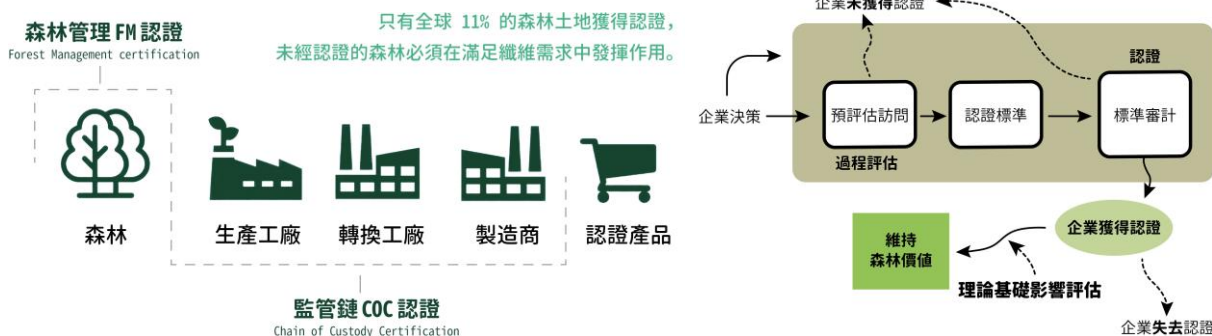 森林管理 FM 認證
Forest Management certification
只有全球 11% 的森林土地獲得認證，
未經認證的森林必須在滿足纖維需求中發揮作用。
森林
生產工廠
轉換工廠
製造商
認證產品
監管鏈 COC 認證
Chain of Custody Certification
企業未獲得認證
認證
企業決策
預評估訪問
認證標準
標準審計
過程評估
企業獲得認證
維持
森林價值
理論基礎影響評估
企業失去認證